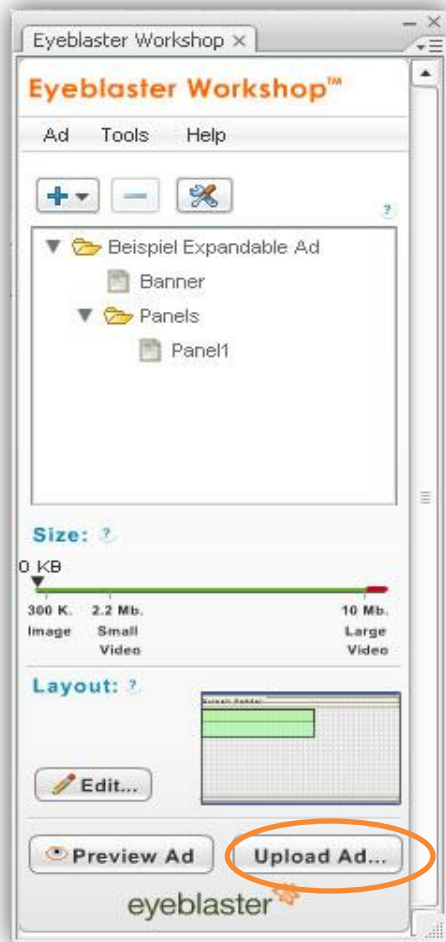 Eyeblaster Workshop ×
Eyeblaster Workshop™
Ad Tools Help
?
Beispiel Expandable Ad
Banner
Panels
Panel1
Size: ?
0 KB
300 K. 2.2 Mb. 10 Mb.
Image Small Large
Video Video
Layout: ?
Edit...
Preview Ad Upload Ad...
eyeblaster